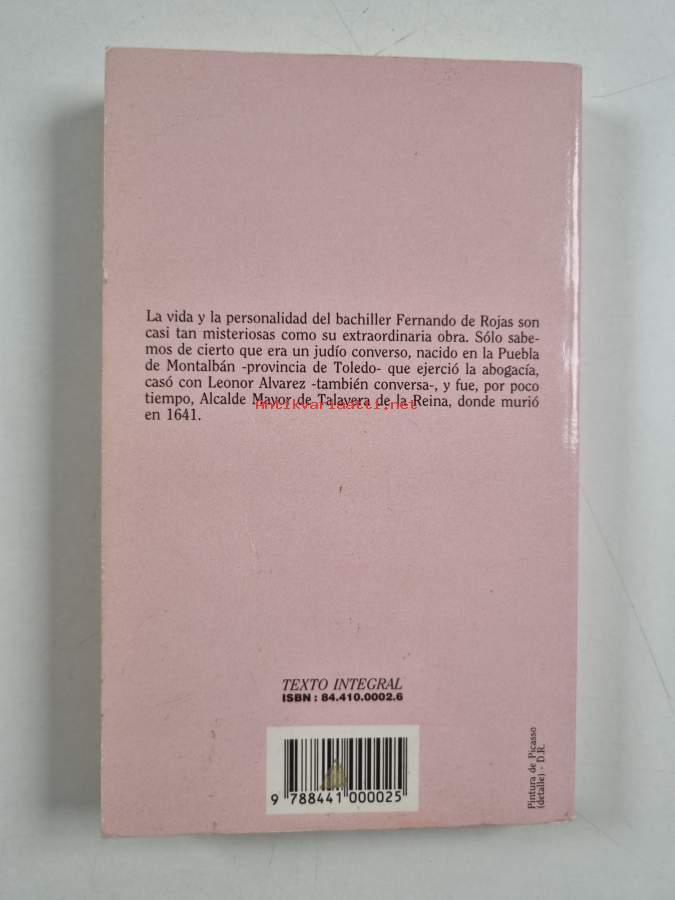 La vida y la personalidad del bachiller Fernando de Rojas son
casi tan misteriosas como su extraordinaria obra. Sólo sabe-
mos de cierto que era un judío converso, nacido en la Puebla
de Montalbán -provincia de Toledo- que ejerció la abogacía,
casó con Leonor Alvarez -también conversa-, y fue, por poco
tiempo, Alcalde Mayor de Talavera de la Reina, donde murió
antikvariaatti.net
en 1641.
TEXTO INTEGRAL
ISBN : 84.410.0002.6
9 788441 000025
Pintura de Picasso
(detalle) - D.R.